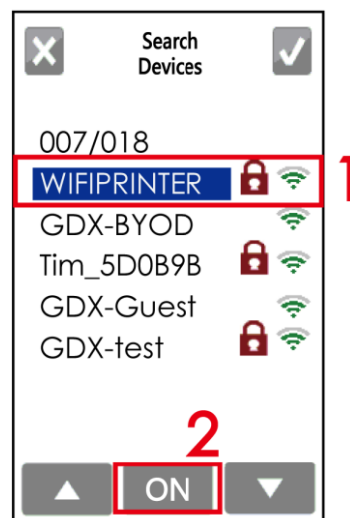 Search
Devices
007/018
WIFIPRINTER
1
GDX-BYOD
Tim_5D0B9B
GDX-Guest
GDX-test
2
ON